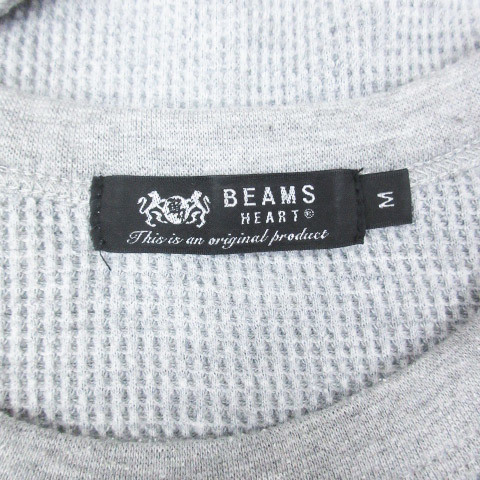 BEAMS
HEART®
This is an original product
M